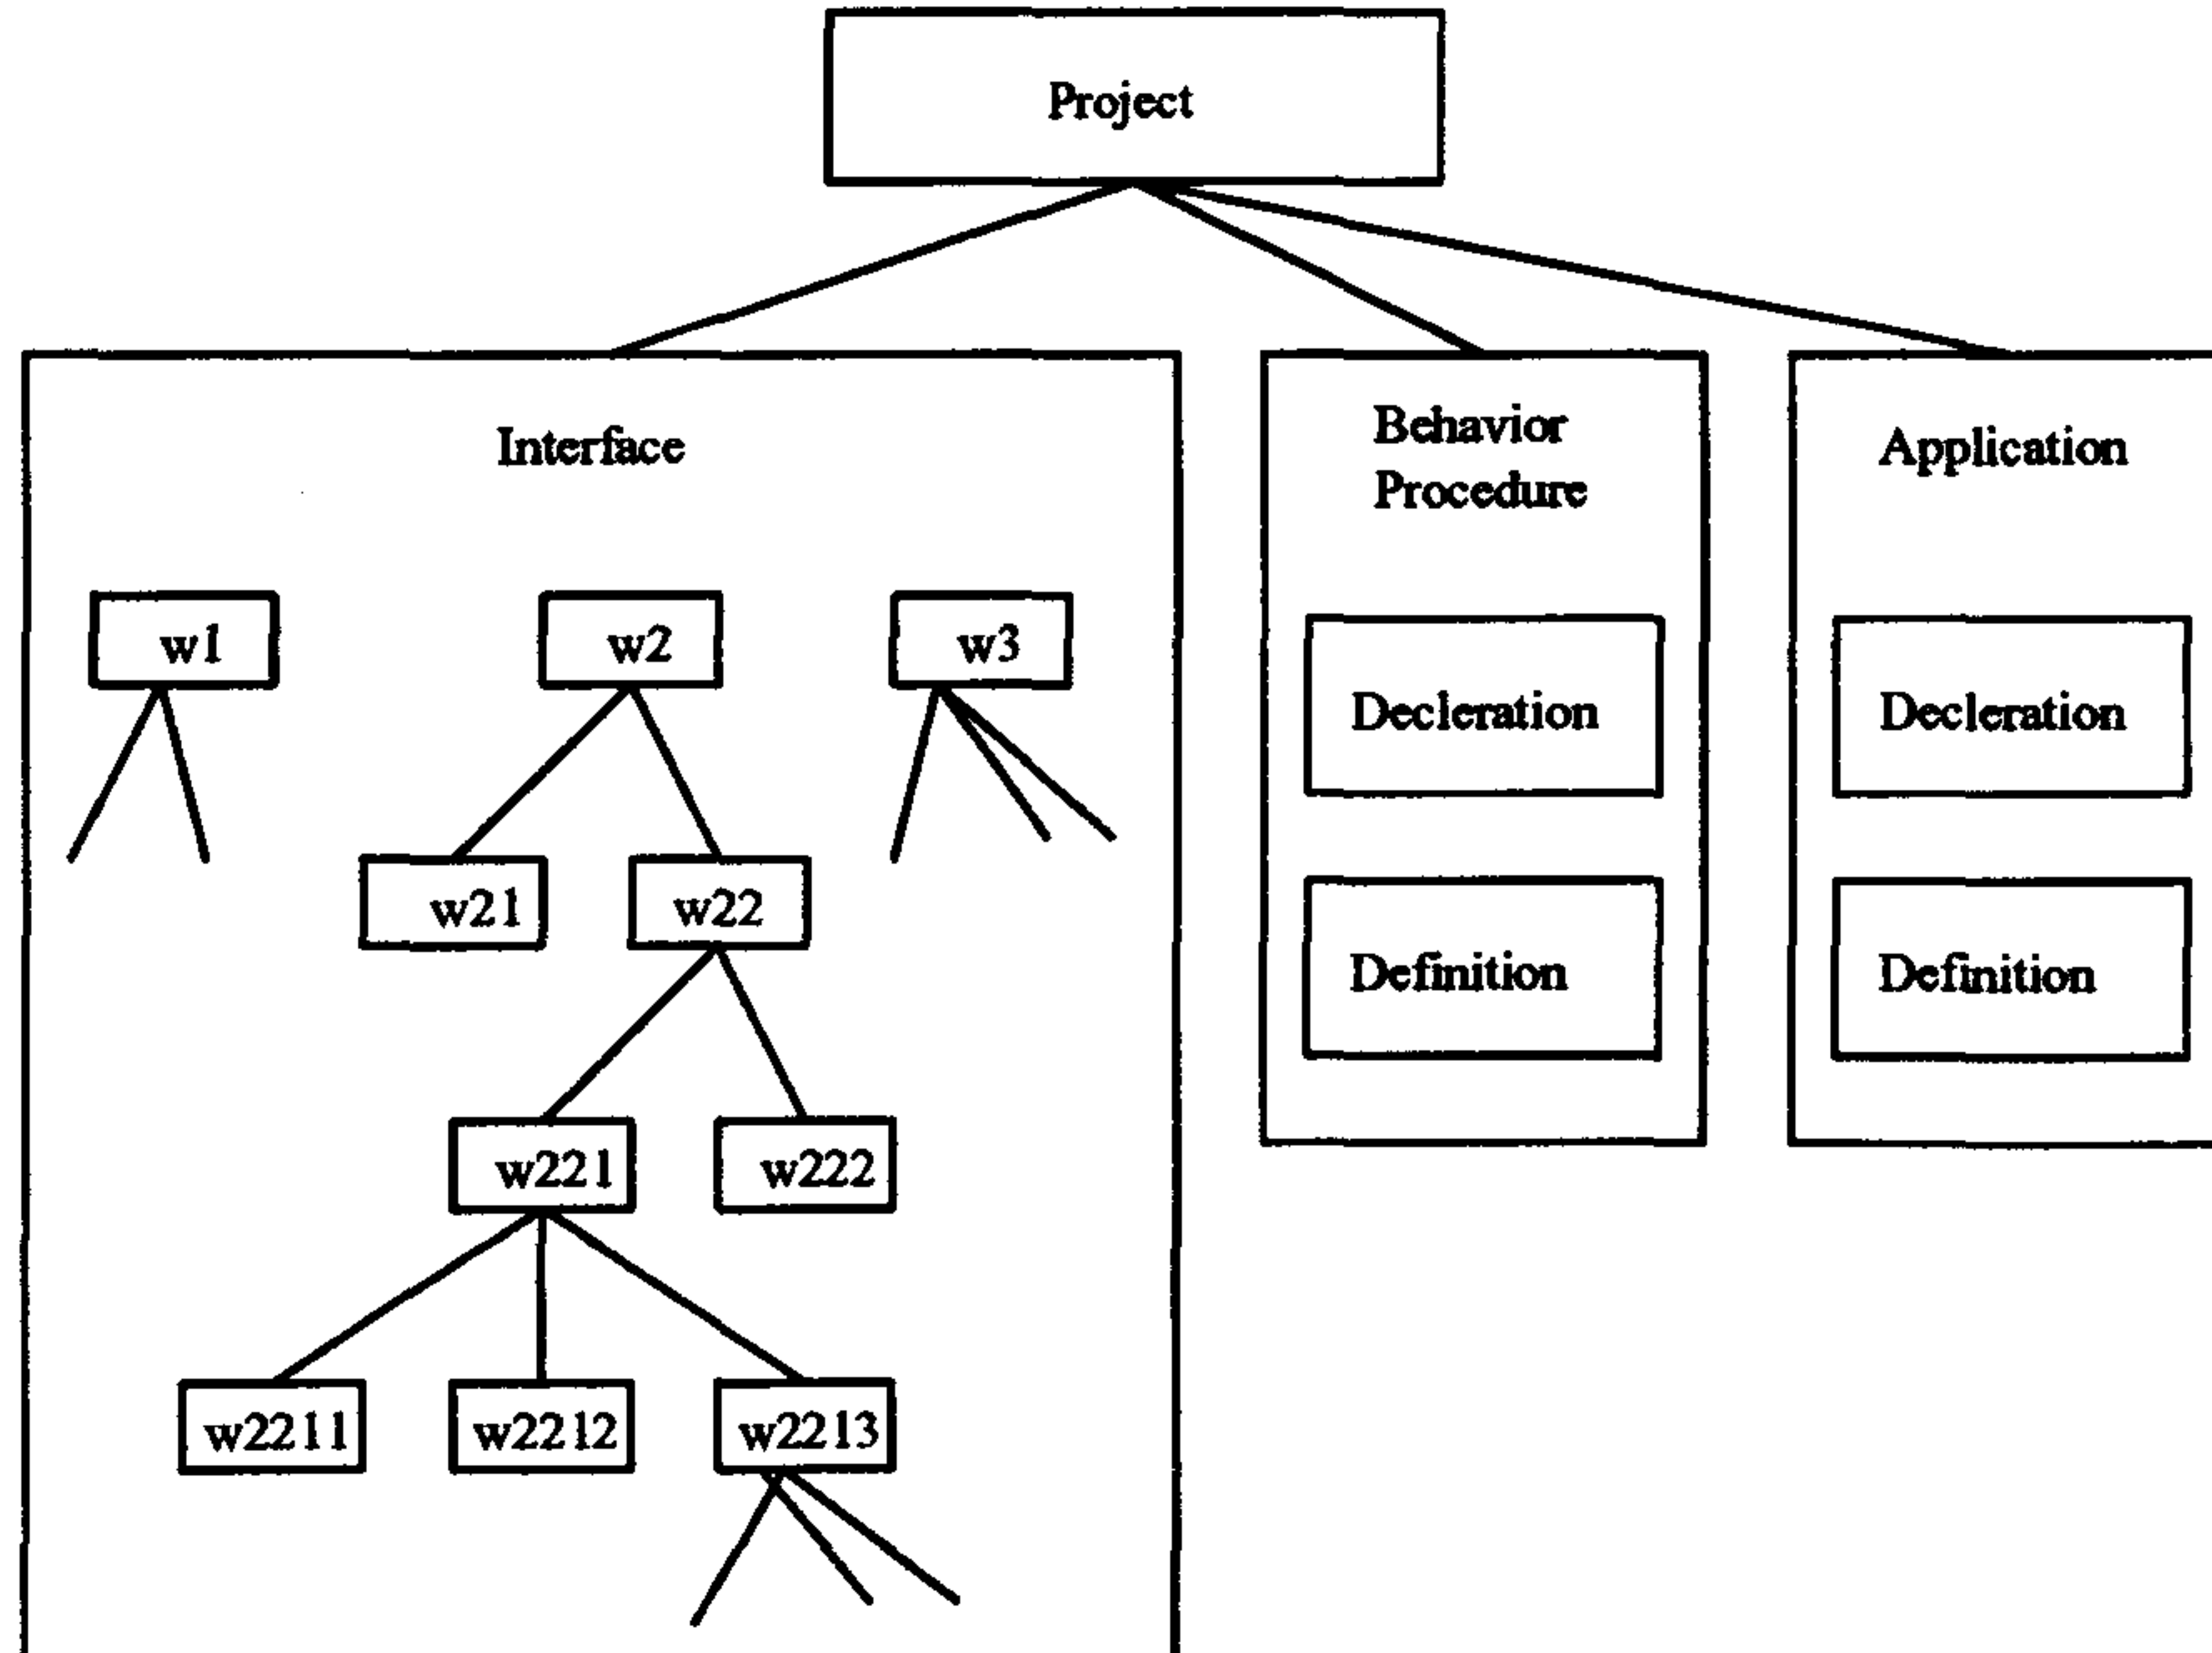 Project
Interface
Behavior
Procedure
Application
w1
w2
w3
Decleration
Decleration
w21
w22
Definition
Definition
w221
w222
w2211
w2212
w2213